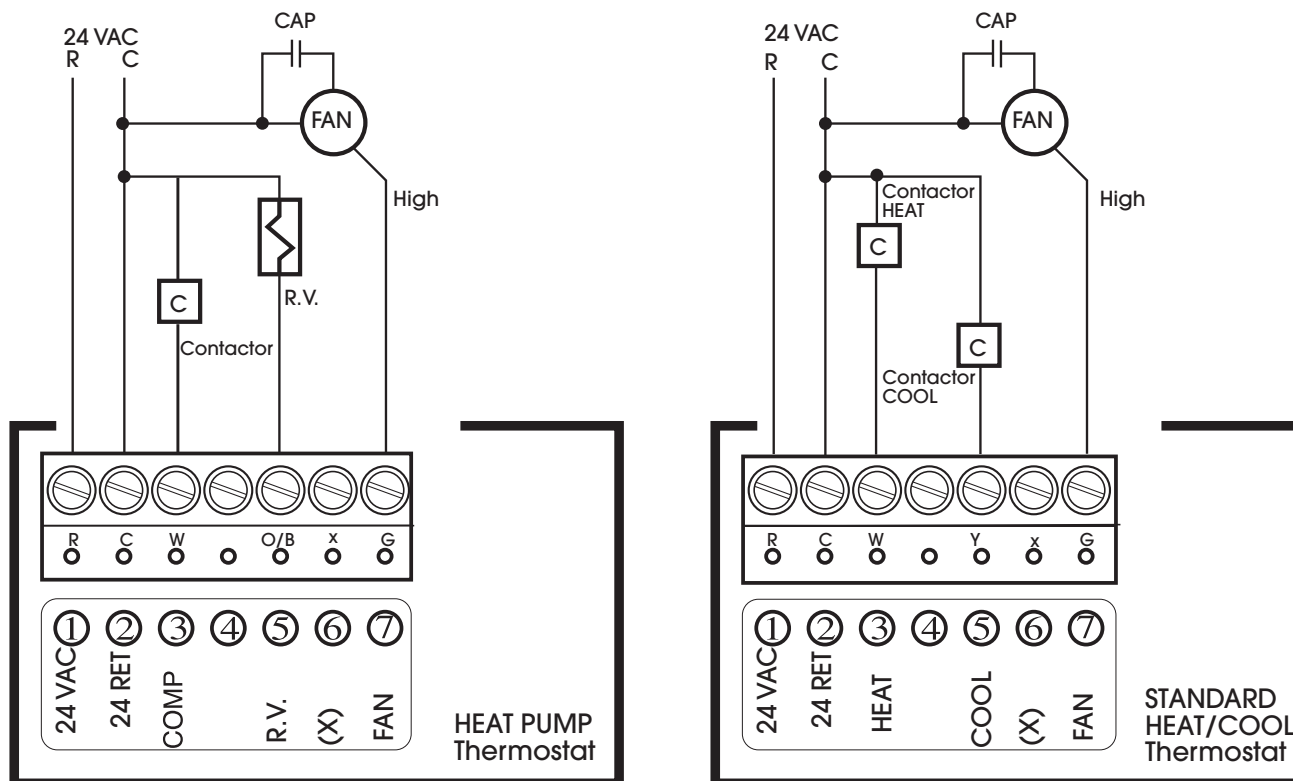 24 VAC
R C
CAP
FAN
High
C
R.V.
Contactor
R C W O/B x G
1 2 3 4 5 6 7
24 VAC
24 RET
COMP
R.V.
(X)
FAN
HEAT PUMP
Thermostat
24 VAC
R C
CAP
FAN
High
Contactor
HEAT
C
C
Contactor
COOL
R C W Y x G
1 2 3 4 5 6 7
24 VAC
24 RET
HEAT
COOL
(X)
FAN
STANDARD
HEAT/COOL
Thermostat